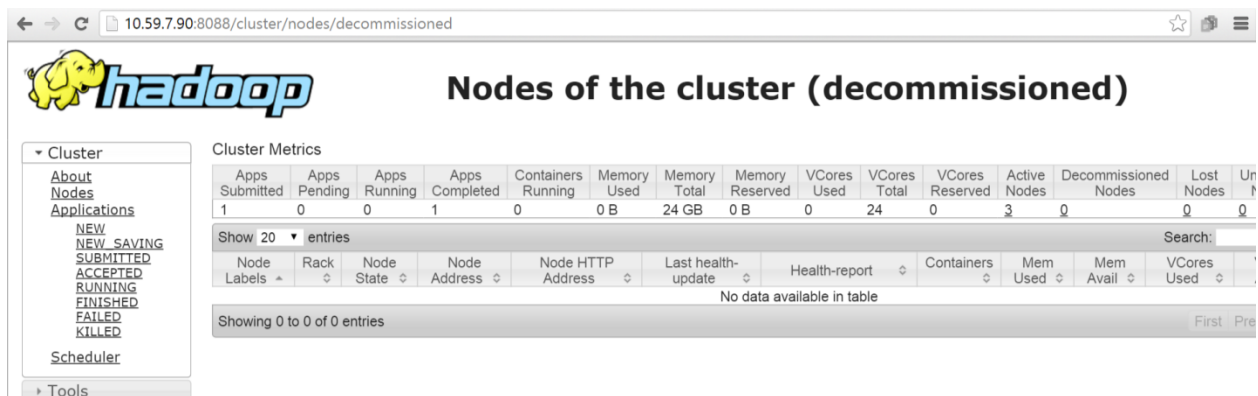 10.59.7.90:8088/cluster/nodes/decommissioned
hadoop
Nodes of the cluster (decommissioned)
Cluster
About
Nodes
Applications
NEW
NEW_SAVING
SUBMITTED
ACCEPTED
RUNNING
FINISHED
FAILED
KILLED
Scheduler
Tools
Cluster Metrics
Apps Submitted Apps Pending Apps Running Apps Completed Containers Running Memory Used Memory Total Memory Reserved VCores Used VCores Total VCores Reserved Active Nodes Decommissioned Nodes Lost Nodes
1 0 0 1 0 0 B 24 GB 0 B 0 24 0 3 0 0 0
Show 20 entries Search:
Node Labels Rack Node State Node Address Node HTTP Address Last health-update Health-report Containers Mem Used Mem Avail VCores Used
No data available in table
Showing 0 to 0 of 0 entries First